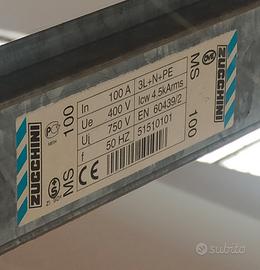 ZUCCHINI
MS 100
In 100 A 3L+N+PE
Ue 400 V Icw 4.5kArms
Ui 750 V EN 60439/2
f 50 HZ 51510101
CE
MS 100
ZUCCHINI
subito